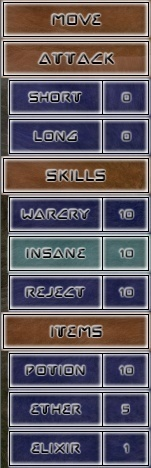 MOVE
ATTACK
SHORT 0
LONG 0
SKILLS
WARCRY 10
INSANE 10
REJECT 10
ITEMS
POTION 10
ETHER 5
ELIXIR 1